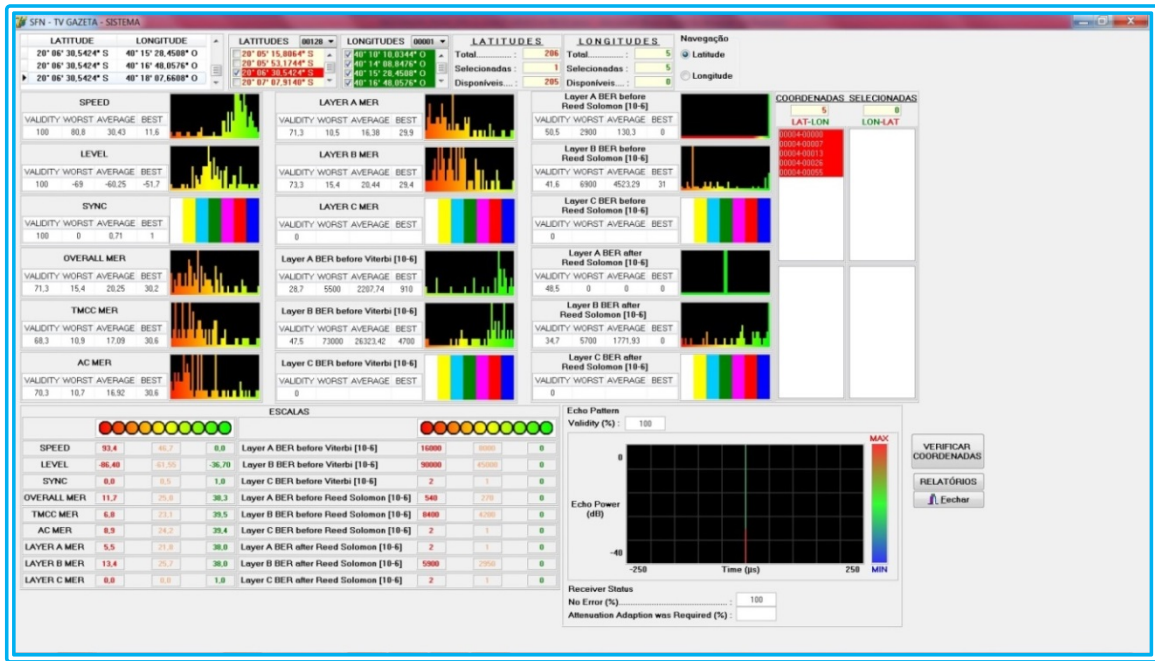 SFN - TV GAZETA - SISTEMA
LATITUDE LONGITUDE
20° 06' 38,5424" S 40° 15' 28,4508" O
20° 06' 38,5424" S 40° 16' 48,0576" O
20° 06' 38,5424" S 40° 18' 07,6608" O
LATITUDES 00128
20° 05' 15,8064" S
20° 05' 53,1744" S
20° 06' 38,5424" S
20° 07' 07,9140" S
LONGITUDES 00001
40° 10' 10,0344" O
40° 14' 08,8476" O
40° 15' 28,4508" O
40° 16' 48,0576" O
LATITUDES
Total : 206
Selecionadas : 1
Disponíveis.... : 205
LONGITUDES
Total : 5
Selecionadas : 5
Disponíveis.... : 0
Navegação
Latitude
Longitude
SPEED
VALIDITY WORST AVERAGE BEST
100 80,8 30,43 11,6
LEVEL
VALIDITY WORST AVERAGE BEST
100 -69 -60,25 -51,7
SYNC
VALIDITY WORST AVERAGE BEST
100 0 0,71 1
OVERALL MER
VALIDITY WORST AVERAGE BEST
71,3 15,4 20,25 30,2
TMCC MER
VALIDITY WORST AVERAGE BEST
68,3 10,9 17,09 30,6
AC MER
VALIDITY WORST AVERAGE BEST
70,3 10,7 16,92 30,6
LAYER A MER
VALIDITY WORST AVERAGE BEST
71,3 10,5 16,38 29,9
LAYER B MER
VALIDITY WORST AVERAGE BEST
73,3 15,4 20,44 29,4
LAYER C MER
VALIDITY WORST AVERAGE BEST
0
Layer A BER before Viterbi [10-6]
VALIDITY WORST AVERAGE BEST
28,7 5500 2207,74 910
Layer B BER before Viterbi [10-6]
VALIDITY WORST AVERAGE BEST
47,5 73000 26323,42 4700
Layer C BER before Viterbi [10-6]
VALIDITY WORST AVERAGE BEST
0
Layer A BER before
Reed Solomon [10-6]
VALIDITY WORST AVERAGE BEST
50,5 2900 130,3 0
Layer B BER before
Reed Solomon [10-6]
VALIDITY WORST AVERAGE BEST
41,6 6900 4523,29 31
Layer C BER before
Reed Solomon [10-6]
VALIDITY WORST AVERAGE BEST
0
Layer A BER after
Reed Solomon [10-6]
VALIDITY WORST AVERAGE BEST
48,5 0 0 0
Layer B BER after
Reed Solomon [10-6]
VALIDITY WORST AVERAGE BEST
34,7 5700 1771,93 0
Layer C BER after
Reed Solomon [10-6]
VALIDITY WORST AVERAGE BEST
0
COORDENADAS SELECIONADAS
5 0
LAT-LON LON-LAT
00004-00000
00004-00007
00004-00013
00004-00026
00004-00055
ESCALAS
SPEED 93,4 46,7 0,0 Layer A BER before Viterbi [10-6] 16000 8000 0
LEVEL -86,40 -61,55 -36,70 Layer B BER before Viterbi [10-6] 90000 45000 0
SYNC 0,0 0,5 1,0 Layer C BER before Viterbi [10-6] 2 1 0
OVERALL MER 11,7 25,0 38,3 Layer A BER before Reed Solomon [10-6] 540 270 0
TMCC MER 6,8 23,1 39,5 Layer B BER before Reed Solomon [10-6] 8400 4200 0
AC MER 8,9 24,2 39,4 Layer C BER before Reed Solomon [10-6] 2 1 0
LAYER A MER 5,5 21,8 38,0 Layer A BER after Reed Solomon [10-6] 2 1 0
LAYER B MER 13,4 25,7 38,0 Layer B BER after Reed Solomon [10-6] 5900 2950 0
LAYER C MER 0,0 0,0 1,0 Layer C BER after Reed Solomon [10-6] 2 1 0
Echo Pattern
Validity (%) : 100
MAX
0
Echo Power
(dB)
-40
-250 Time (µs) 250 MIN
Receiver Status
No Error (%) : 100
Attenuation Adaption was Required (%) :
VERIFICAR
COORDENADAS
RELATÓRIOS
Fechar